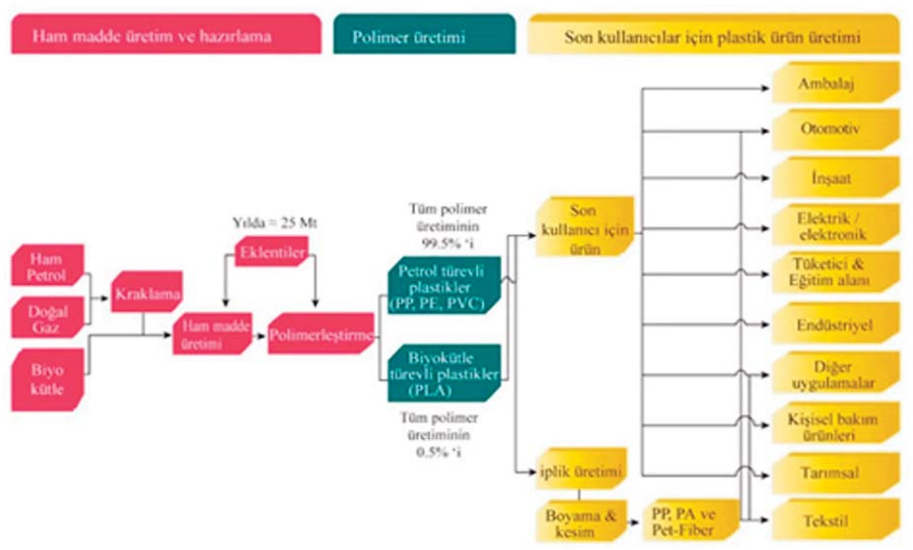 Ham madde üretim ve hazırlama
Polimer üretimi
Son kullanıcılar için plastik ürün üretimi
Ham
Petrol
Doğal
Gaz
Biyo
kütle
Kraklama
Yılda ≈ 25 Mt
Eklentiler
Ham madde
üretimi
Polimerleştirme
Tüm polimer
üretiminin
99.5% ‘i
Petrol türevli
plastikler
(PP, PE, PVC)
Biyokütle
türevli plastikler
(PLA)
Tüm polimer
üretiminin
0.5% ‘i
Son
kullanıcı için
ürün
iplik üretimi
Boyama &
kesim
PP, PA ve
Pet-Fiber
Ambalaj
Otomotiv
İnşaat
Elektrik /
elektronik
Tüketici &
Eğitim alanı
Endüstriyel
Diğer
uygulamalar
Kişisel bakım
ürünleri
Tarımsal
Tekstil